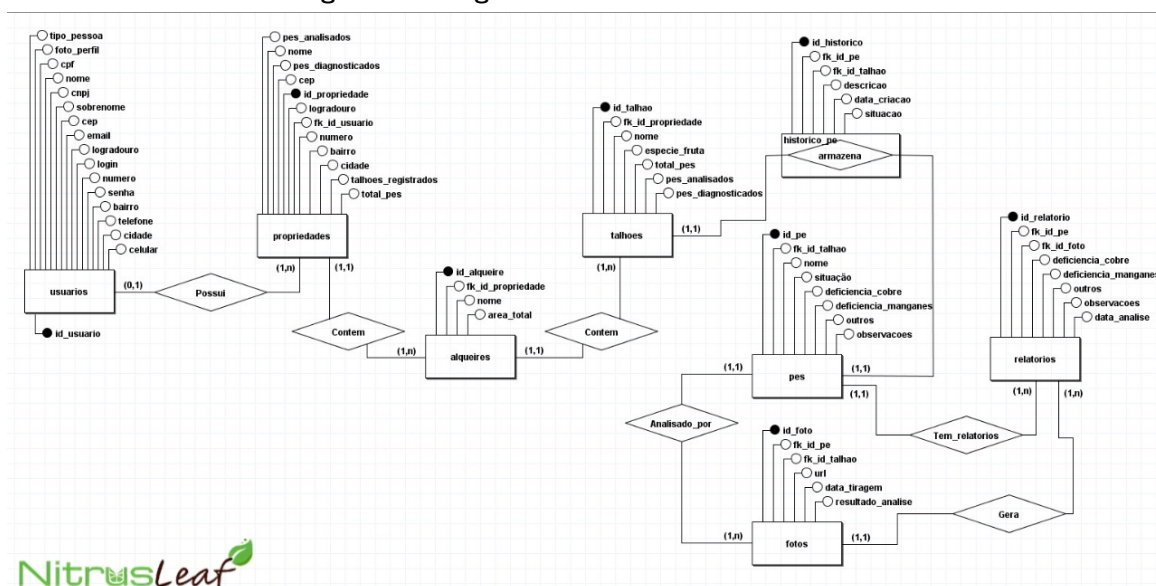 tipo_pessoa
foto_perfil
cpf
nome
cnpj
sobrenome
cep
email
logradouro
login
numero
senha
bairro
telefone
cidade
celular
usuarios
id_usuario
(0,1)
Possui
(1,n)
pes_analisados
nome
pes_diagnosticados
cep
id_propriedade
logradouro
fk_id_usuario
numero
bairro
cidade
talhoes_registrados
total_pes
propriedades
(1,1)
Contem
(1,n)
id_alqueire
fk_id_propriedade
nome
area_total
alqueires
(1,1)
Contem
(1,n)
id_talhao
fk_id_propriedade
nome
especie_fruta
total_pes
pes_analisados
pes_diagnosticados
talhoes
(1,1)
id_historico
fk_id_pe
fk_id_talhao
descricao
data_criacao
situacao
historico_pe
armazena
id_pe
fk_id_talhao
nome
situação
deficiencia_cobre
deficiencia_manganes
outros
observacoes
pes
(1,1)
(1,1)
(1,1)
Analisado_por
(1,n)
Tem_relatorios
id_relatorio
fk_id_pe
fk_id_foto
deficiencia_cobre
deficiencia_manganes
outros
observacoes
data_analise
relatorios
(1,n)
(1,n)
id_foto
fk_id_pe
fk_id_talhao
url
data_tiragem
resultado_analise
fotos
(1,1)
Gera
NitrusLeaf